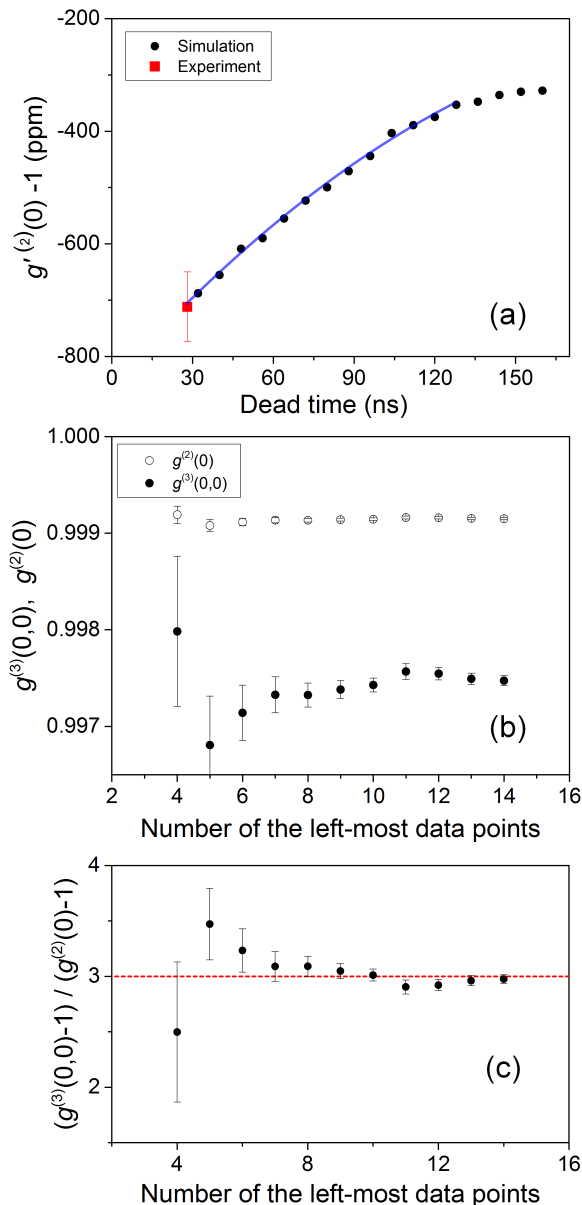 -200
-400
-600
-800
g'⁽²⁾(0) -1 (ppm)
Simulation
Experiment
(a)
0 30 60 90 120 150
Dead time (ns)
1.000
0.999
0.998
0.997
g⁽³⁾(0,0), g⁽²⁾(0)
g⁽²⁾(0)
g⁽³⁾(0,0)
(b)
2 4 6 8 10 12 14 16
Number of the left-most data points
4
3
2
(g⁽³⁾(0,0)-1) / (g⁽²⁾(0)-1)
(c)
4 8 12 16
Number of the left-most data points